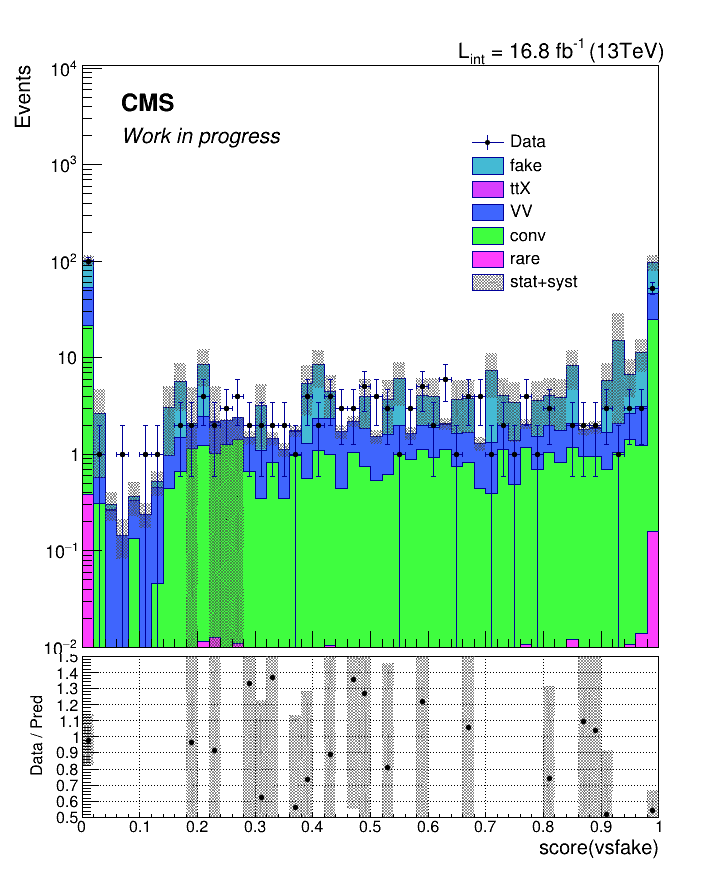 L_int = 16.8 fb^-1 (13TeV)
Events
CMS
Work in progress
Data
fake
ttX
VV
conv
rare
stat+syst
10^4
10^3
10^2
10
1
10^-1
10^-2
Data / Pred
1.5
1.4
1.3
1.2
1.1
1
0.9
0.8
0.7
0.6
0.5
0 0.1 0.2 0.3 0.4 0.5 0.6 0.7 0.8 0.9 1
score(vsfake)